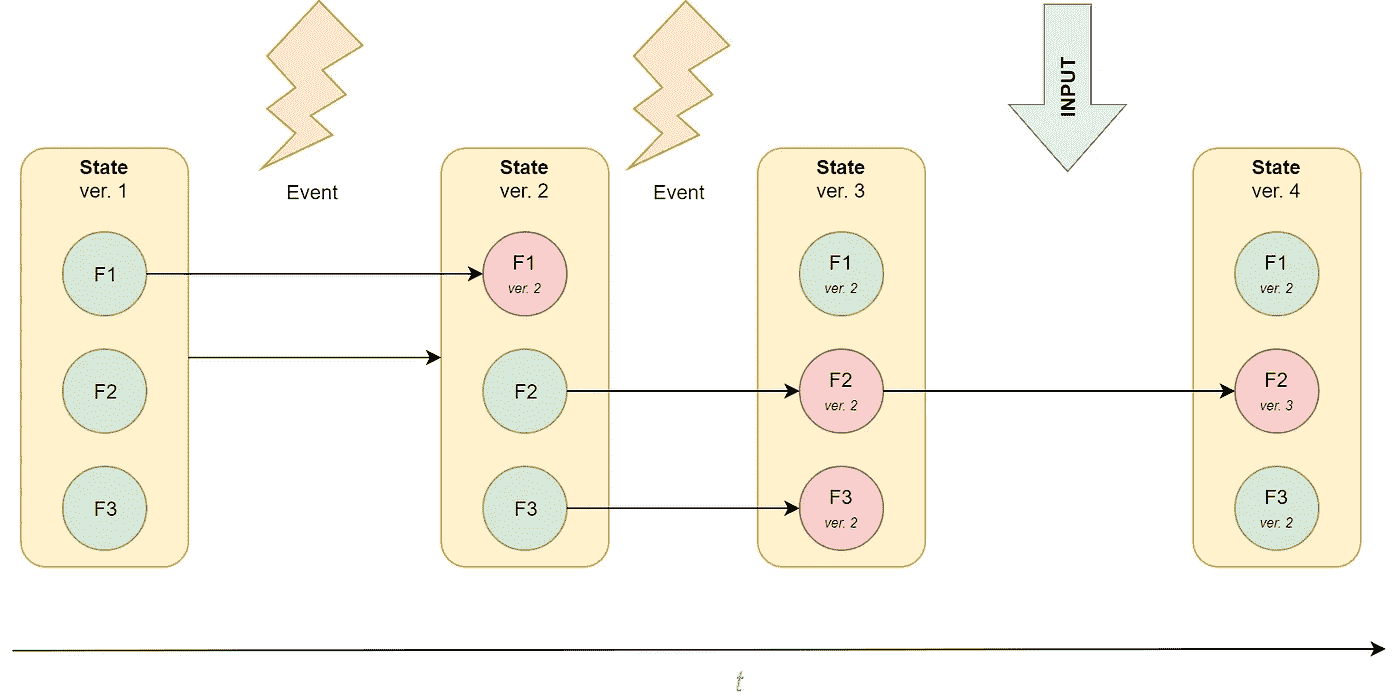 INPUT
State
ver. 1
Event
State
ver. 2
Event
State
ver. 3
State
ver. 4
F1
F1
ver. 2
F1
ver. 2
F1
ver. 2
F2
F2
F2
ver. 2
F2
ver. 3
F3
F3
F3
ver. 2
F3
ver. 2
t